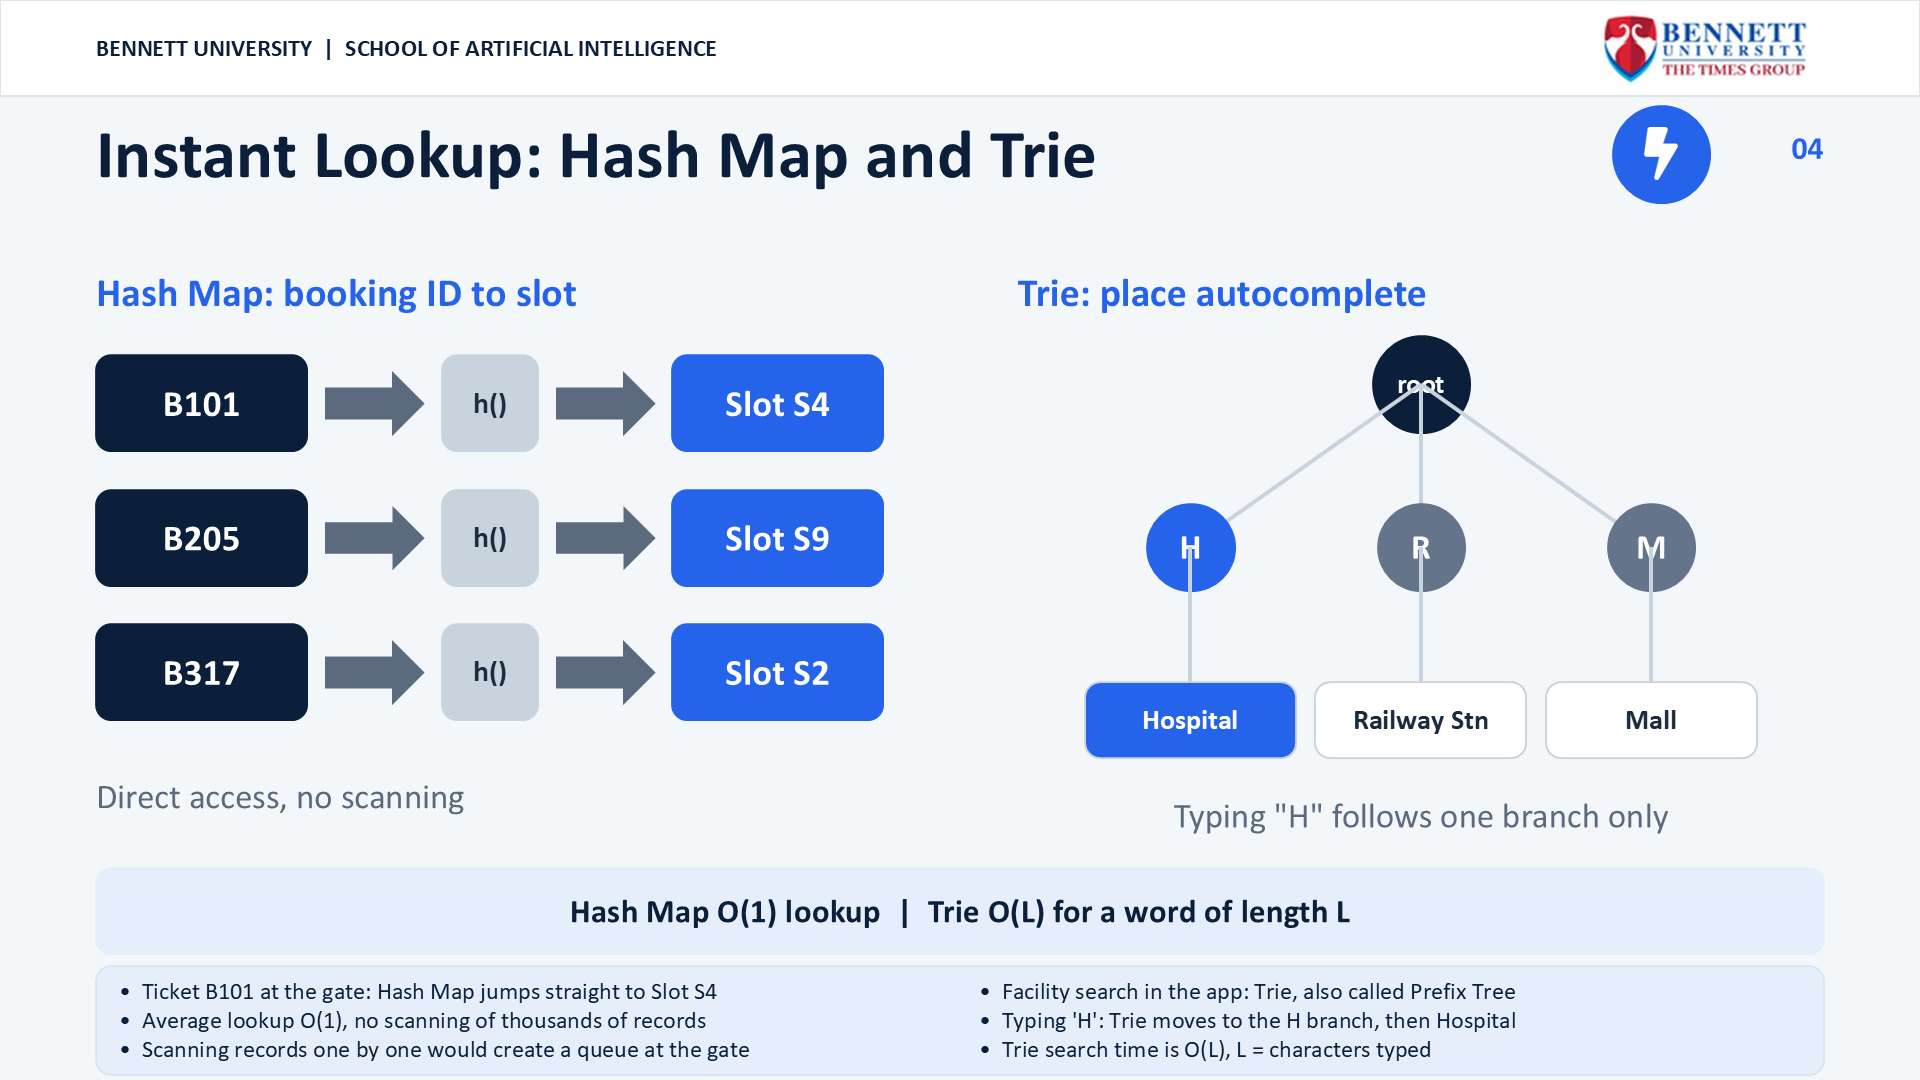 BENNETT UNIVERSITY | SCHOOL OF ARTIFICIAL INTELLIGENCE
BENNETT
UNIVERSITY
THE TIMES GROUP
Instant Lookup: Hash Map and Trie
04
Hash Map: booking ID to slot
B101
h()
Slot S4
B205
h()
Slot S9
B317
h()
Slot S2
Direct access, no scanning
Trie: place autocomplete
root
H
R
M
Hospital
Railway Stn
Mall
Typing "H" follows one branch only
Hash Map O(1) lookup | Trie O(L) for a word of length L
• Ticket B101 at the gate: Hash Map jumps straight to Slot S4
• Average lookup O(1), no scanning of thousands of records
• Scanning records one by one would create a queue at the gate
• Facility search in the app: Trie, also called Prefix Tree
• Typing 'H': Trie moves to the H branch, then Hospital
• Trie search time is O(L), L = characters typed